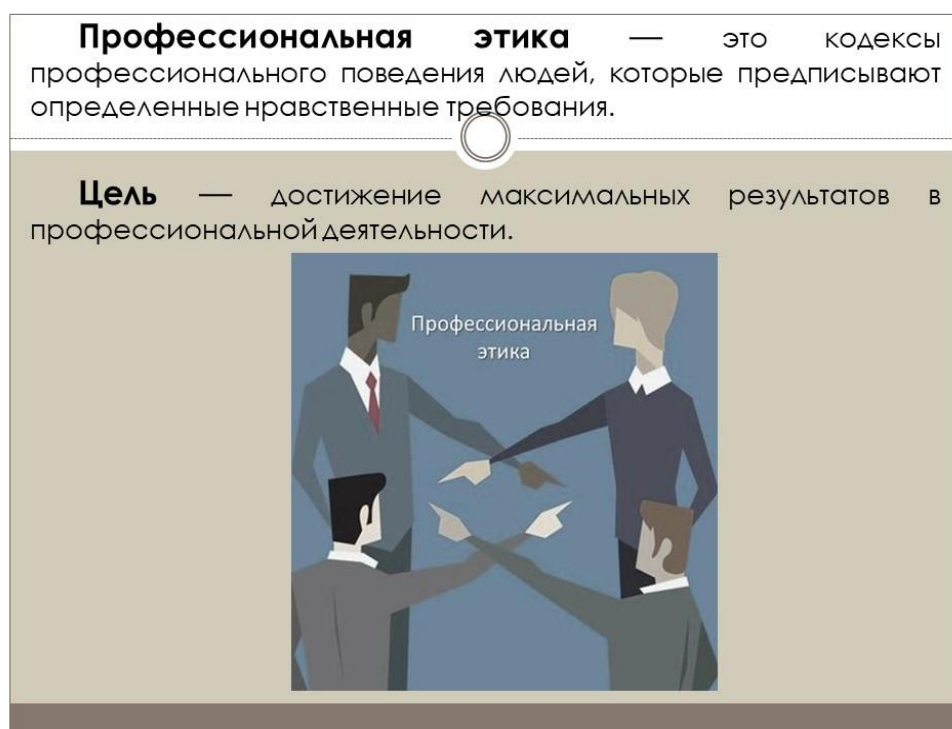 Профессиональная этика — это кодексы
профессионального поведения людей, которые предписывают
определенные нравственные требования.
Цель — достижение максимальных результатов в
профессиональной деятельности.
Профессиональная
этика